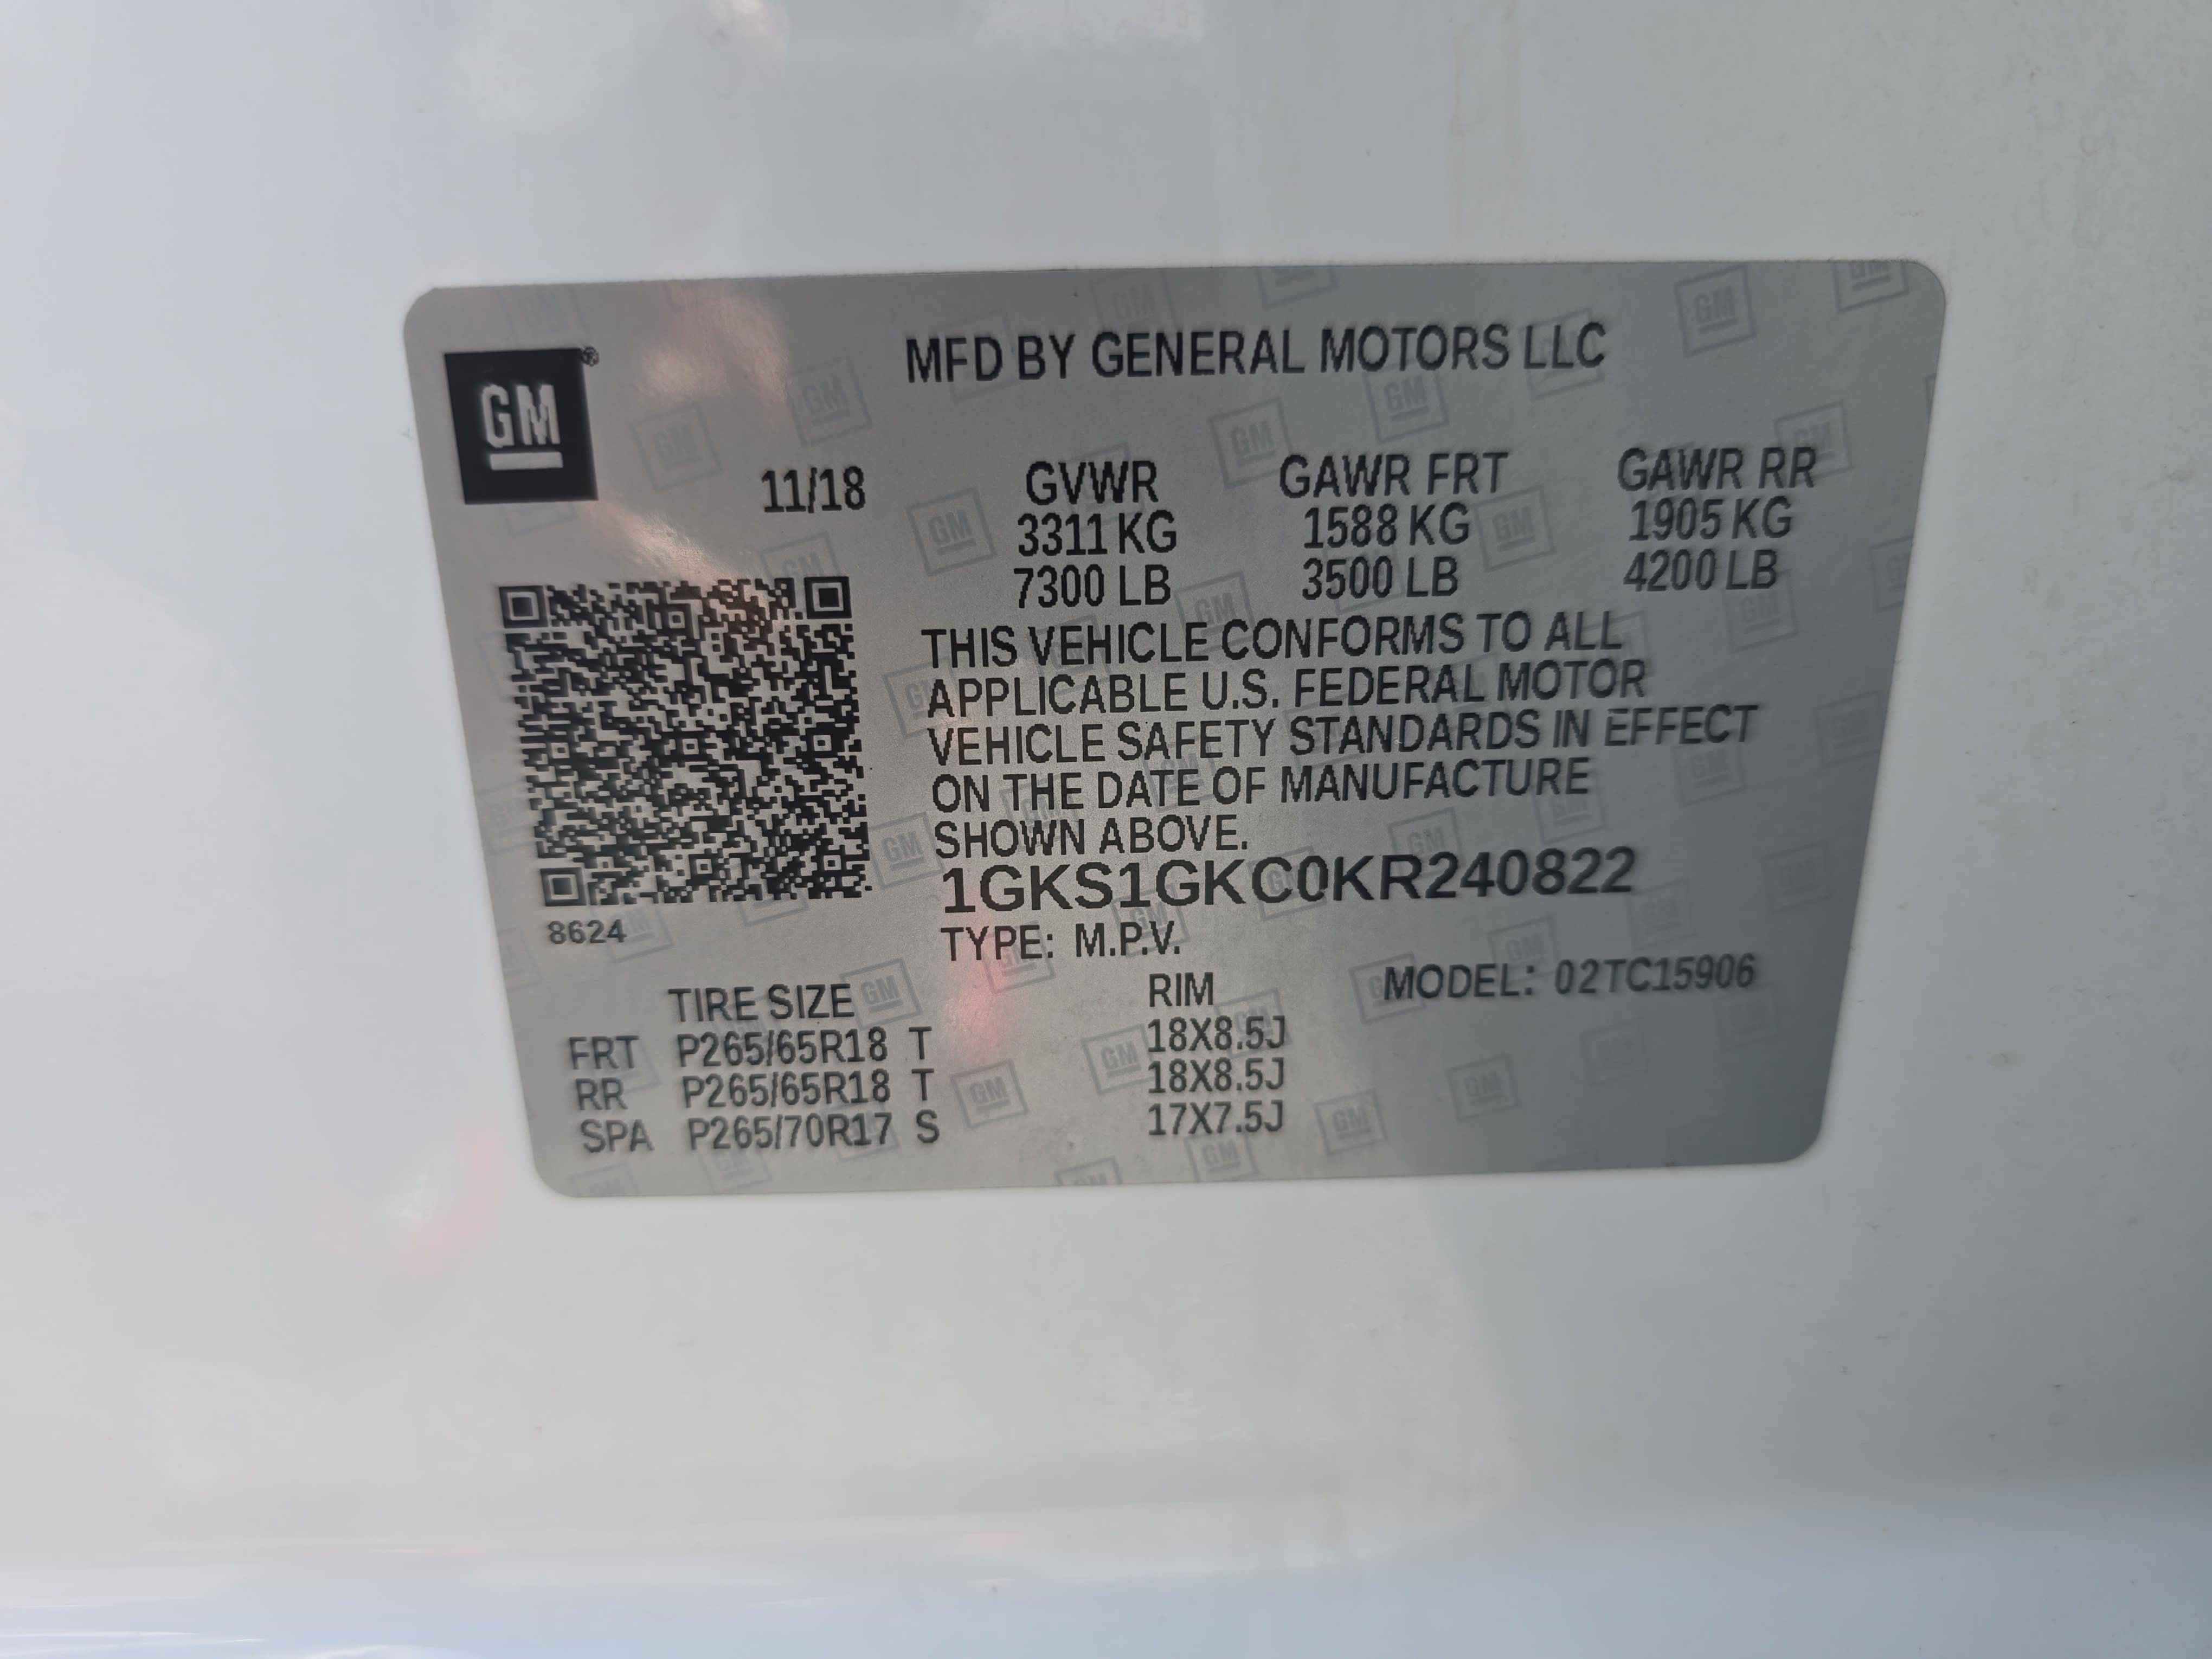 GM®
MFD BY GENERAL MOTORS LLC
11/18 GVWR GAWR FRT GAWR RR
3311 KG 1588 KG 1905 KG
7300 LB 3500 LB 4200 LB
THIS VEHICLE CONFORMS TO ALL
APPLICABLE U.S. FEDERAL MOTOR
VEHICLE SAFETY STANDARDS IN EFFECT
ON THE DATE OF MANUFACTURE
SHOWN ABOVE.
1GKS1GKC0KR240822
8624
TYPE: M.P.V.
MODEL: 02TC15906
TIRE SIZE RIM
FRT P265/65R18 T 18X8.5J
RR P265/65R18 T 18X8.5J
SPA P265/70R17 S 17X7.5J